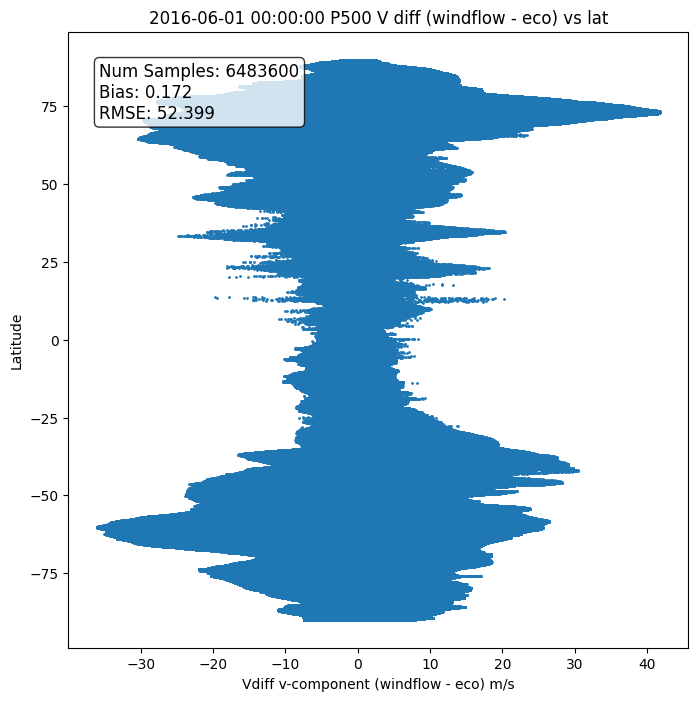 2016-06-01 00:00:00 P500 V diff (windflow - eco) vs lat
Num Samples: 6483600
Bias: 0.172
RMSE: 52.399
75
50
25
0
−25
−50
−75
Latitude
−30 −20 −10 0 10 20 30 40
Vdiff v-component (windflow - eco) m/s